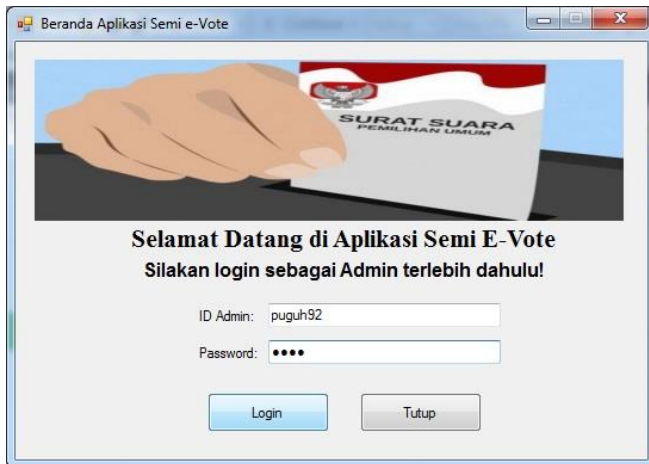 Beranda Aplikasi Semi e-Vote
SURAT SUARA
PEMILIHAN UMUM
Selamat Datang di Aplikasi Semi E-Vote
Silakan login sebagai Admin terlebih dahulu!
ID Admin: puguh92
Password: ••••
Login Tutup